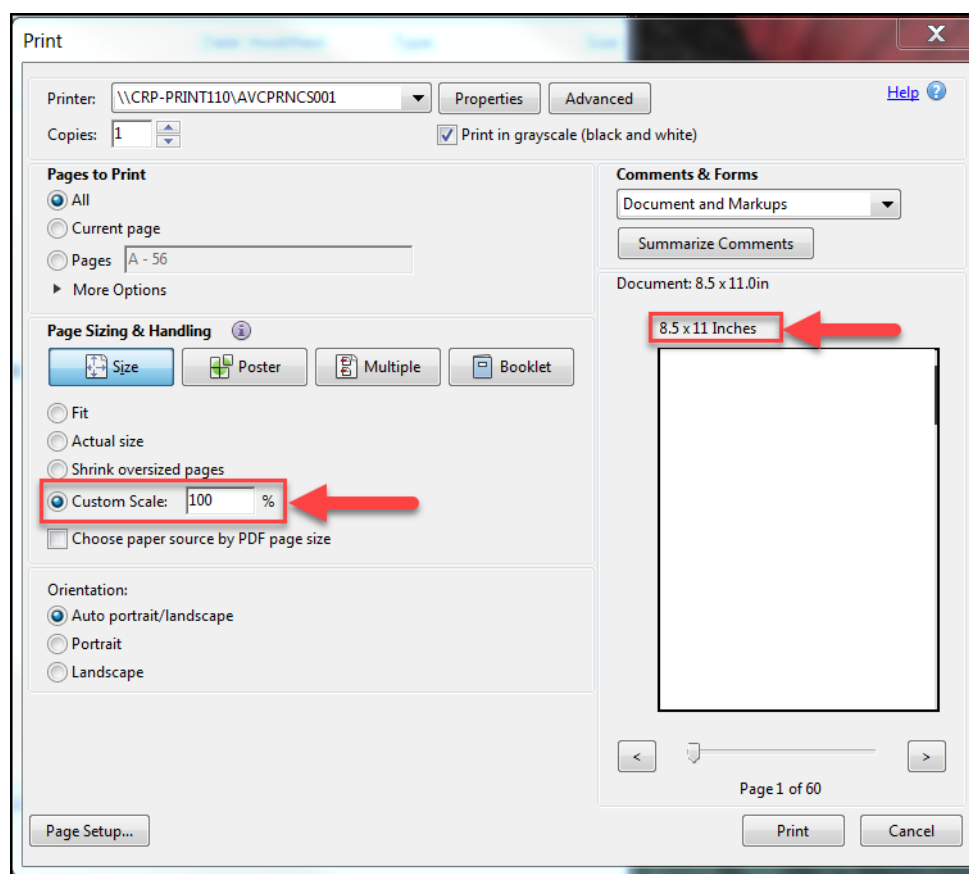 Print
Date modified Type Size
X
Printer: \\CRP-PRINT110\AVCPRNCS001 Properties Advanced Help ?
Copies: 1 Print in grayscale (black and white)
Pages to Print
All
Current page
Pages A - 56
More Options
Comments & Forms
Document and Markups
Summarize Comments
Document: 8.5 x 11.0in
8.5 x 11 Inches
Page Sizing & Handling i
Size Poster Multiple Booklet
Fit
Actual size
Shrink oversized pages
Custom Scale: 100 %
Choose paper source by PDF page size
Orientation:
Auto portrait/landscape
Portrait
Landscape
< >
Page 1 of 60
Page Setup... Print Cancel